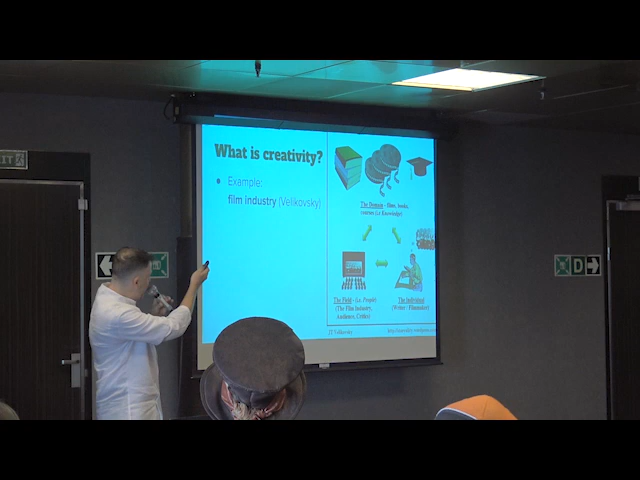 EXIT
What is creativity?
• Example:
film industry (Velikovsky)
The Domain - films, books,
courses (i.e Knowledge)
The Field - (i.e. People)
(The Film Industry,
Audience, Critics)
The Individual
(Writer / Filmmaker)
JT Velikovsky
D